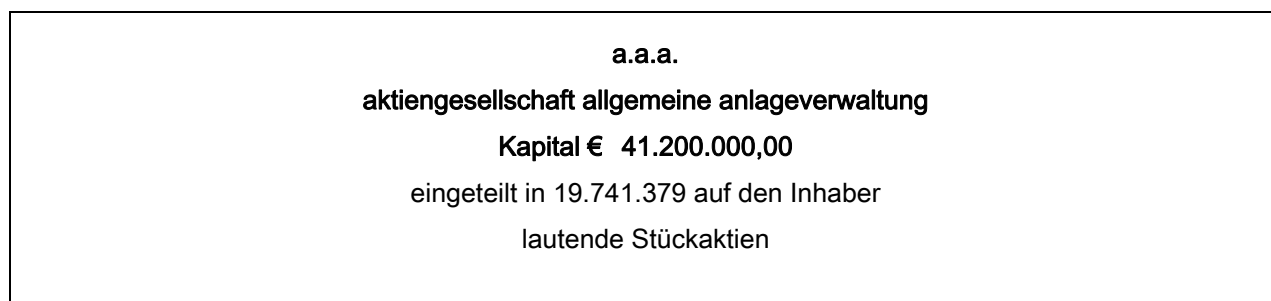 a.a.a.
aktiengesellschaft allgemeine anlageverwaltung
Kapital € 41.200.000,00
eingeteilt in 19.741.379 auf den Inhaber
lautende Stückaktien